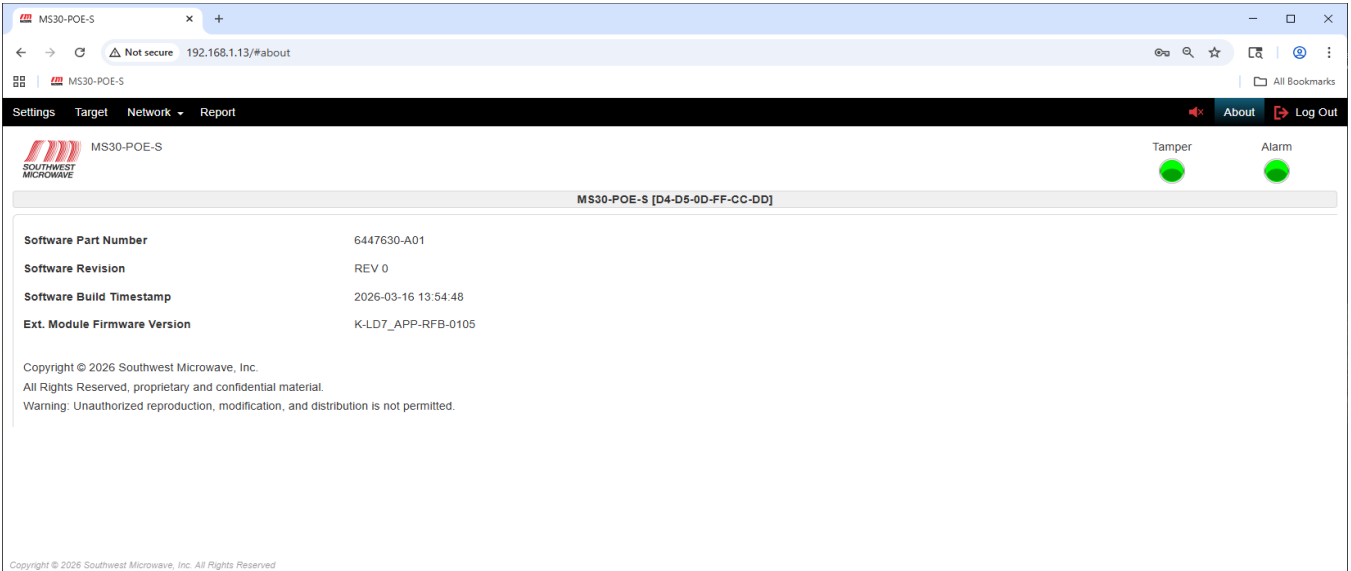 MS30-POE-S
Not secure 192.168.1.13/#about
MS30-POE-S All Bookmarks
Settings Target Network Report About Log Out
SOUTHWEST
MICROWAVE
MS30-POE-S
Tamper Alarm
MS30-POE-S [D4-D5-0D-FF-CC-DD]
Software Part Number 6447630-A01
Software Revision REV 0
Software Build Timestamp 2026-03-16 13:54:48
Ext. Module Firmware Version K-LD7_APP-RFB-0105
Copyright © 2026 Southwest Microwave, Inc.
All Rights Reserved, proprietary and confidential material.
Warning: Unauthorized reproduction, modification, and distribution is not permitted.
Copyright © 2026 Southwest Microwave, Inc. All Rights Reserved